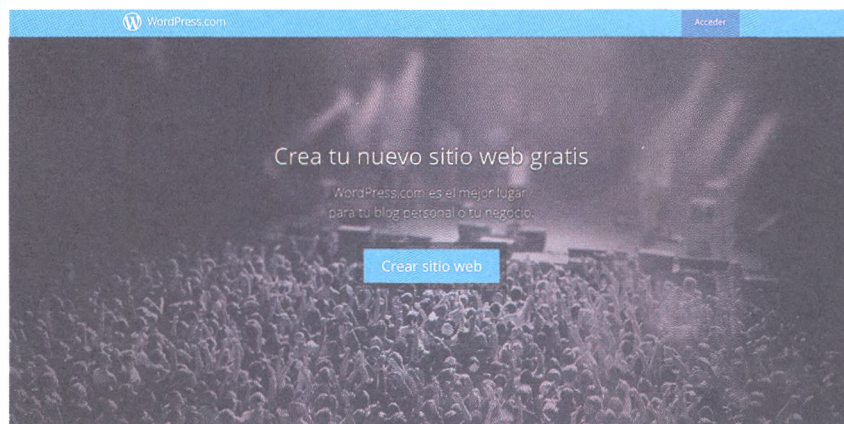 WordPress.com
Acceder
Crea tu nuevo sitio web gratis
WordPress.com es el mejor lugar
para tu blog personal o tu negocio.
Crear sitio web